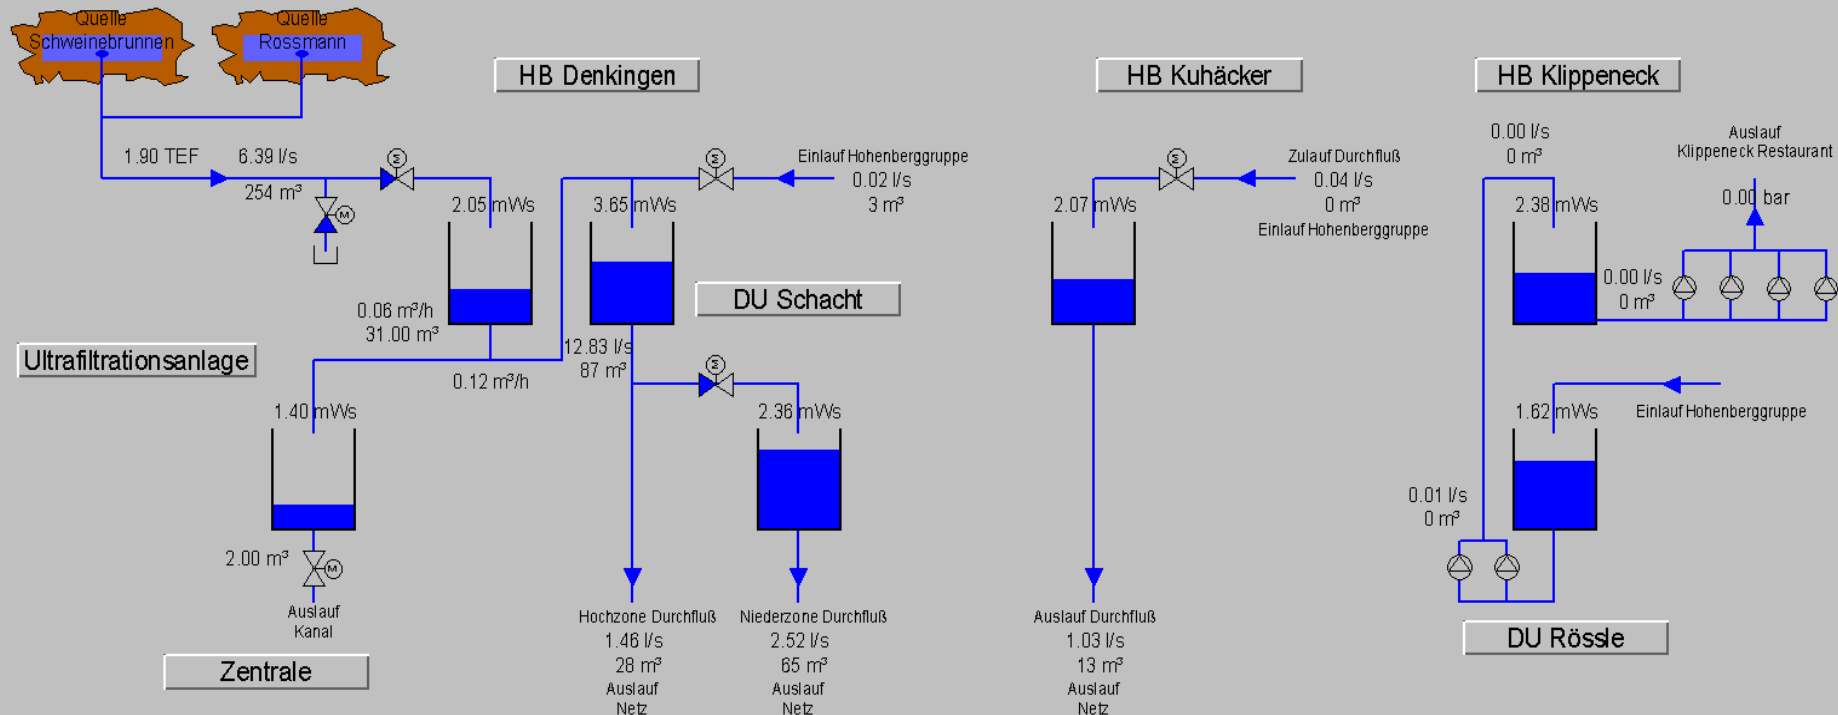 Quelle
Schweinebrunnen
Quelle
Rossmann
HB Denkingen
HB Kuhäcker
HB Klippeneck
1.90 TEF
6.39 l/s
254 m³
Σ
M
2.05 mWs
3.65 mWs
Σ
Einlauf Hohenberggruppe
0.02 l/s
3 m³
2.07 mWs
Σ
Zulauf Durchfluß
0.04 l/s
0 m³
Einlauf Hohenberggruppe
0.00 l/s
0 m³
Auslauf
Klippeneck Restaurant
2.38 mWs
0.00 bar
0.00 l/s
0 m³
DU Schacht
0.06 m³/h
31.00 m³
Ultrafiltrationsanlage
0.12 m³/h
12.83 l/s
87 m³
Σ
1.40 mWs
2.36 mWs
1.62 mWs
Einlauf Hohenberggruppe
0.01 l/s
0 m³
2.00 m³
M
Auslauf
Kanal
Zentrale
Hochzone Durchfluß
1.46 l/s
28 m³
Auslauf
Netz
Niederzone Durchfluß
2.52 l/s
65 m³
Auslauf
Netz
Auslauf Durchfluß
1.03 l/s
13 m³
Auslauf
Netz
DU Rössle